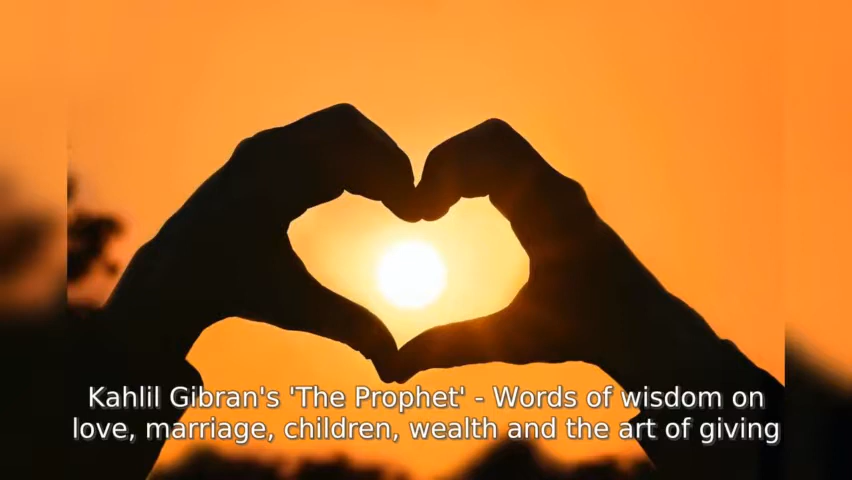 Kahlil Gibran's 'The Prophet' - Words of wisdom on
love, marriage, children, wealth and the art of giving